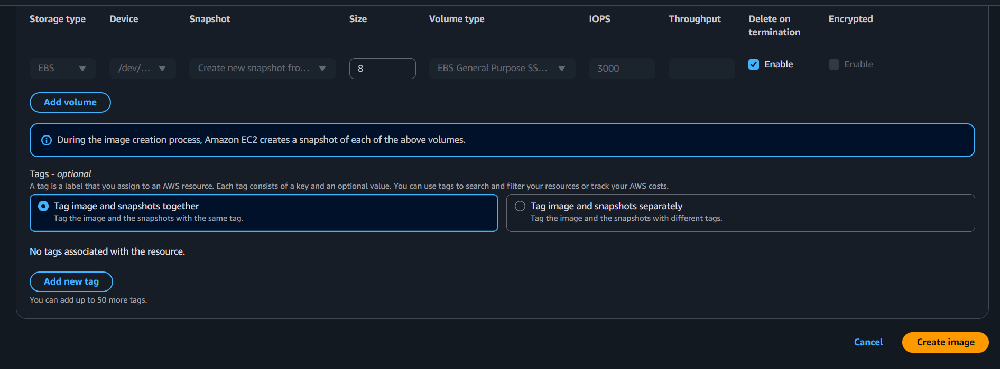 Storage type
Device
Snapshot
Size
Volume type
IOPS
Throughput
Delete on
termination
Encrypted
EBS
/dev/...
Create new snapshot fro...
8
EBS General Purpose SS...
3000
Enable
Enable
Add volume
During the image creation process, Amazon EC2 creates a snapshot of each of the above volumes.
Tags - optional
A tag is a label that you assign to an AWS resource. Each tag consists of a key and an optional value. You can use tags to search and filter your resources or track your AWS costs.
Tag image and snapshots together
Tag the image and the snapshots with the same tag.
Tag image and snapshots separately
Tag the image and the snapshots with different tags.
No tags associated with the resource.
Add new tag
You can add up to 50 more tags.
Cancel
Create image